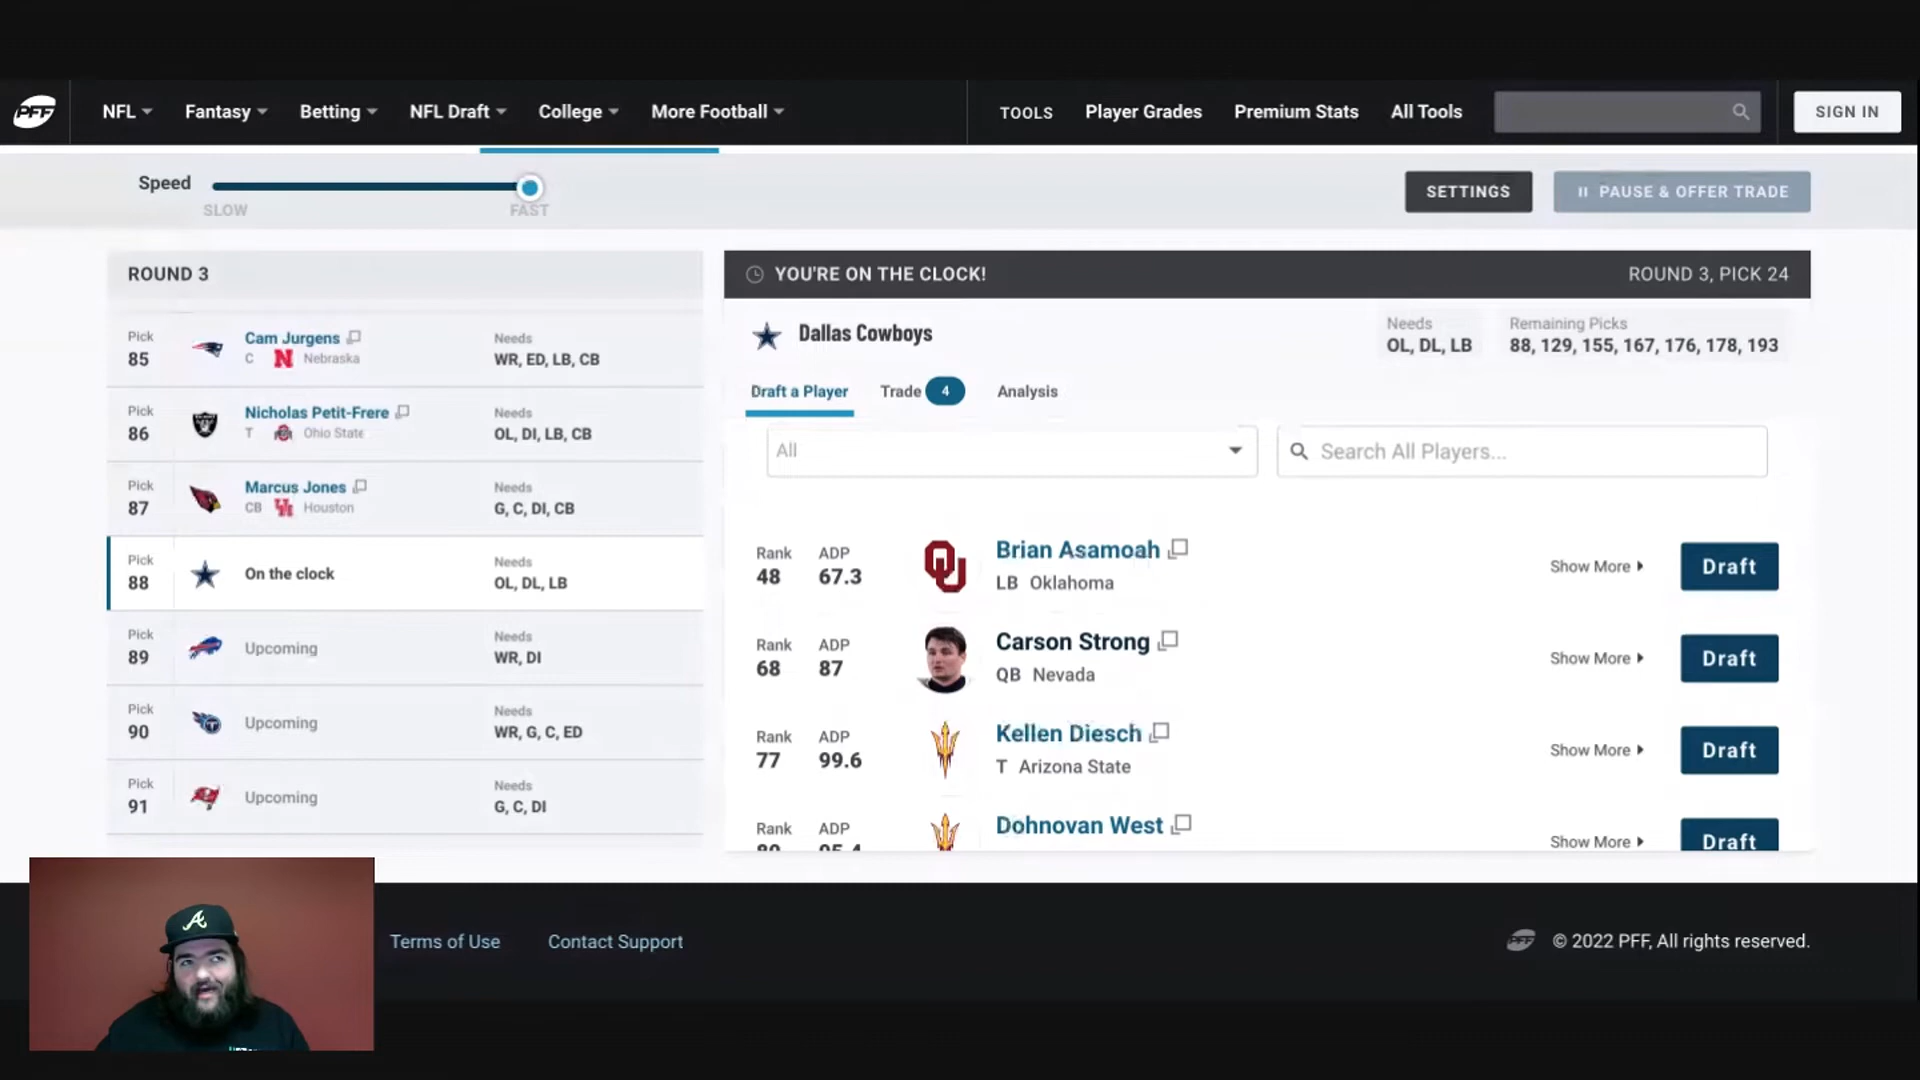 PFF
NFL
Fantasy
Betting
NFL Draft
College
More Football
TOOLS
Player Grades
Premium Stats
All Tools
SIGN IN
Speed
SLOW
FAST
SETTINGS
PAUSE & OFFER TRADE
ROUND 3
Pick
85
Cam Jurgens
C N Nebraska
Needs
WR, ED, LB, CB
Pick
86
Nicholas Petit-Frere
T Ohio State
Needs
OL, DI, LB, CB
Pick
87
Marcus Jones
CB Houston
Needs
G, C, DI, CB
Pick
88
On the clock
Needs
OL, DL, LB
Pick
89
Upcoming
Needs
WR, DI
Pick
90
Upcoming
Needs
WR, G, C, ED
Pick
91
Upcoming
Needs
G, C, DI
YOU'RE ON THE CLOCK!
ROUND 3, PICK 24
Dallas Cowboys
Needs
OL, DL, LB
Remaining Picks
88, 129, 155, 167, 176, 178, 193
Draft a Player
Trade 4
Analysis
All
Search All Players...
Rank
48
ADP
67.3
Brian Asamoah
LB Oklahoma
Show More
Draft
Rank
68
ADP
87
Carson Strong
QB Nevada
Show More
Draft
Rank
77
ADP
99.6
Kellen Diesch
T Arizona State
Show More
Draft
Rank
ADP
Dohnovan West
Show More
Draft
A
Terms of Use
Contact Support
PFF
© 2022 PFF, All rights reserved.